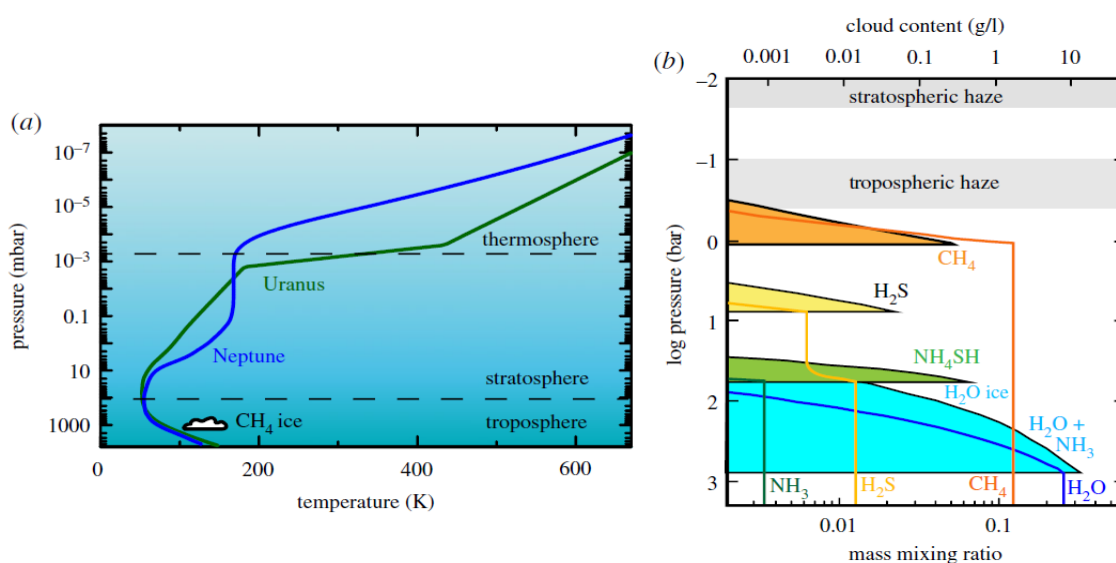 (a)
10⁻⁷
10⁻⁵
10⁻³
0.1
10
1000
pressure (mbar)
0
200
400
600
temperature (K)
thermosphere
Uranus
Neptune
stratosphere
CH₄ ice
troposphere
(b)
cloud content (g/l)
0.001
0.01
0.1
1
10
−2
−1
0
1
2
3
log pressure (bar)
stratospheric haze
tropospheric haze
CH₄
H₂S
NH₄SH
H₂O ice
H₂O +
NH₃
NH₃
H₂S
CH₄
H₂O
0.01
0.1
mass mixing ratio